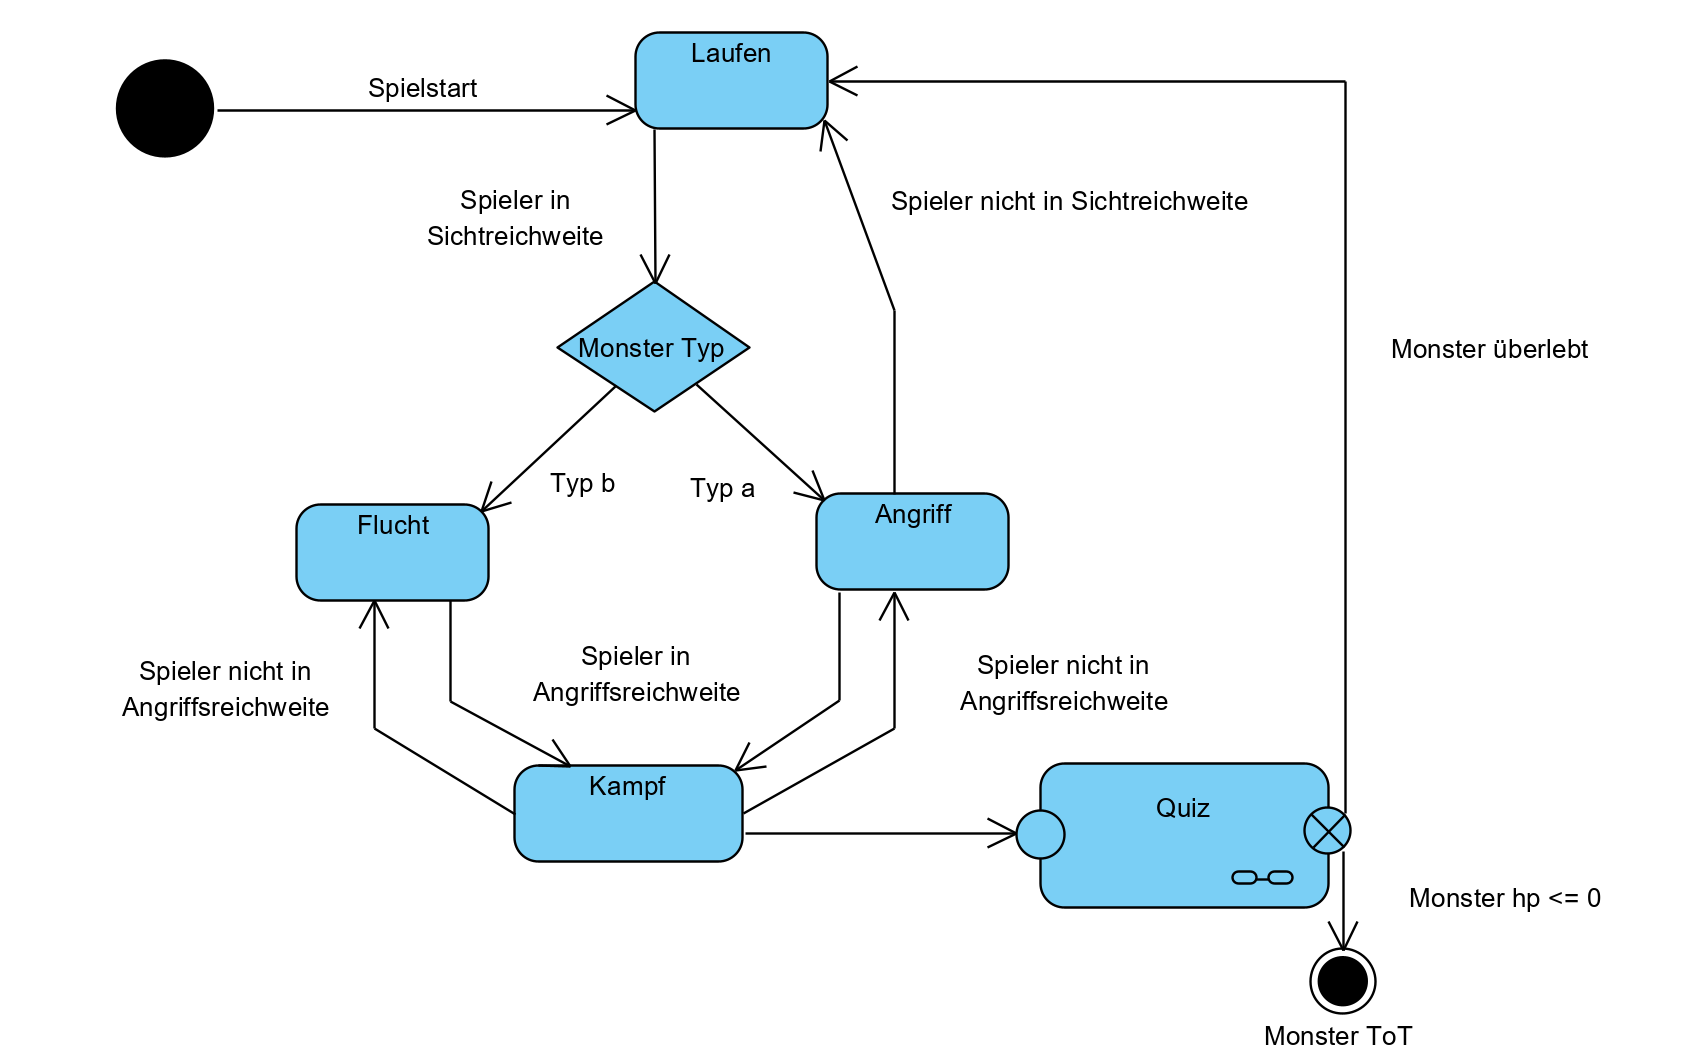 Laufen
Spielstart
Spieler in
Sichtreichweite
Spieler nicht in Sichtreichweite
Monster Typ
Monster überlebt
Typ b
Typ a
Flucht
Angriff
Spieler nicht in
Angriffsreichweite
Spieler in
Angriffsreichweite
Spieler nicht in
Angriffsreichweite
Kampf
Quiz
Monster hp <= 0
Monster ToT